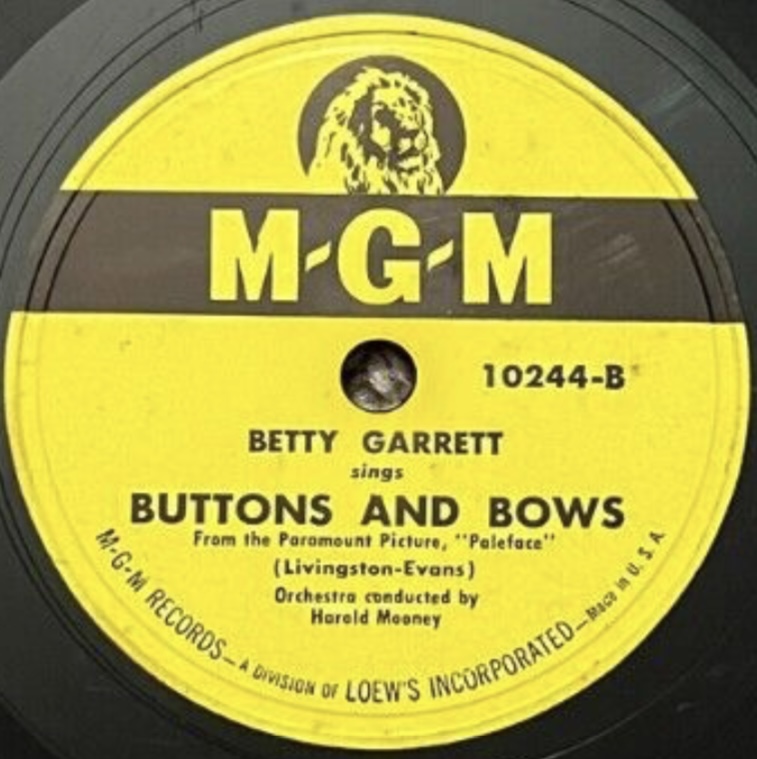 M-G-M
10244-B
BETTY GARRETT
sings
BUTTONS AND BOWS
From the Paramount Picture, "Paleface"
(Livingston-Evans)
Orchestra conducted by
Harold Mooney
M-G-M RECORDS—A DIVISION OF LOEW'S INCORPORATED—Made in U. S. A.